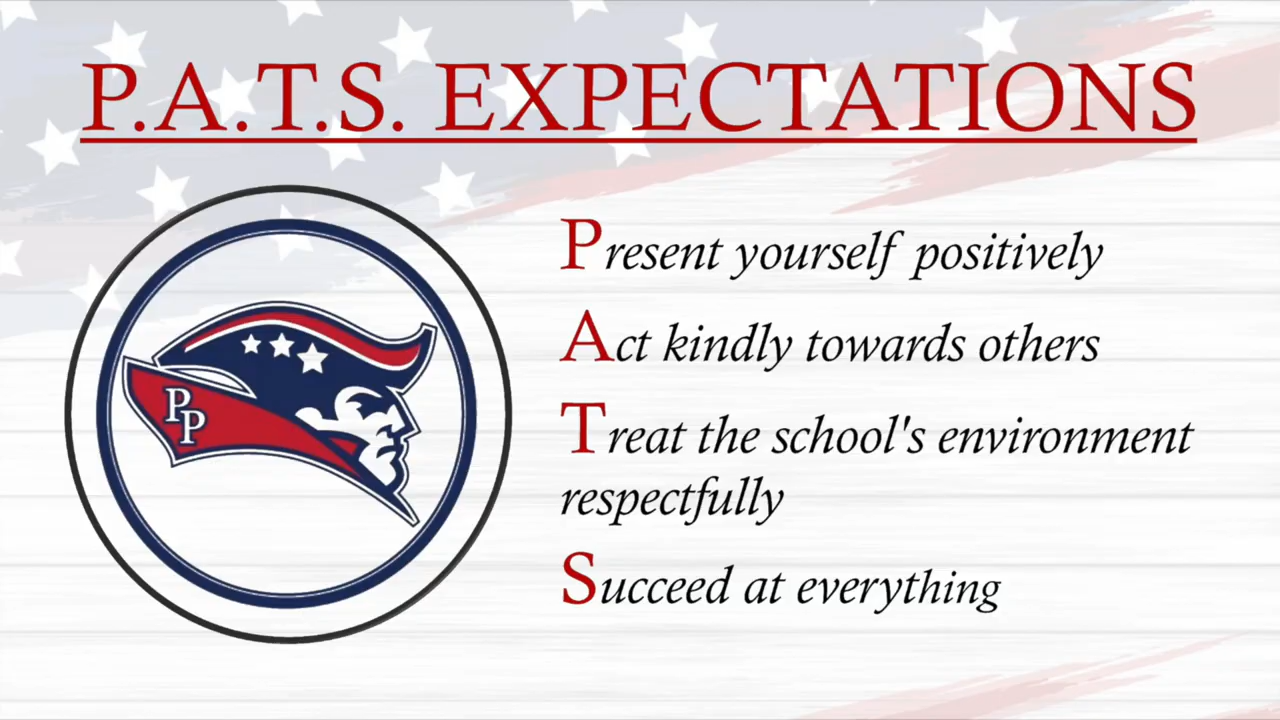 P.A.T.S. EXPECTATIONS
PP
Present yourself positively
Act kindly towards others
Treat the school's environment
respectfully
Succeed at everything